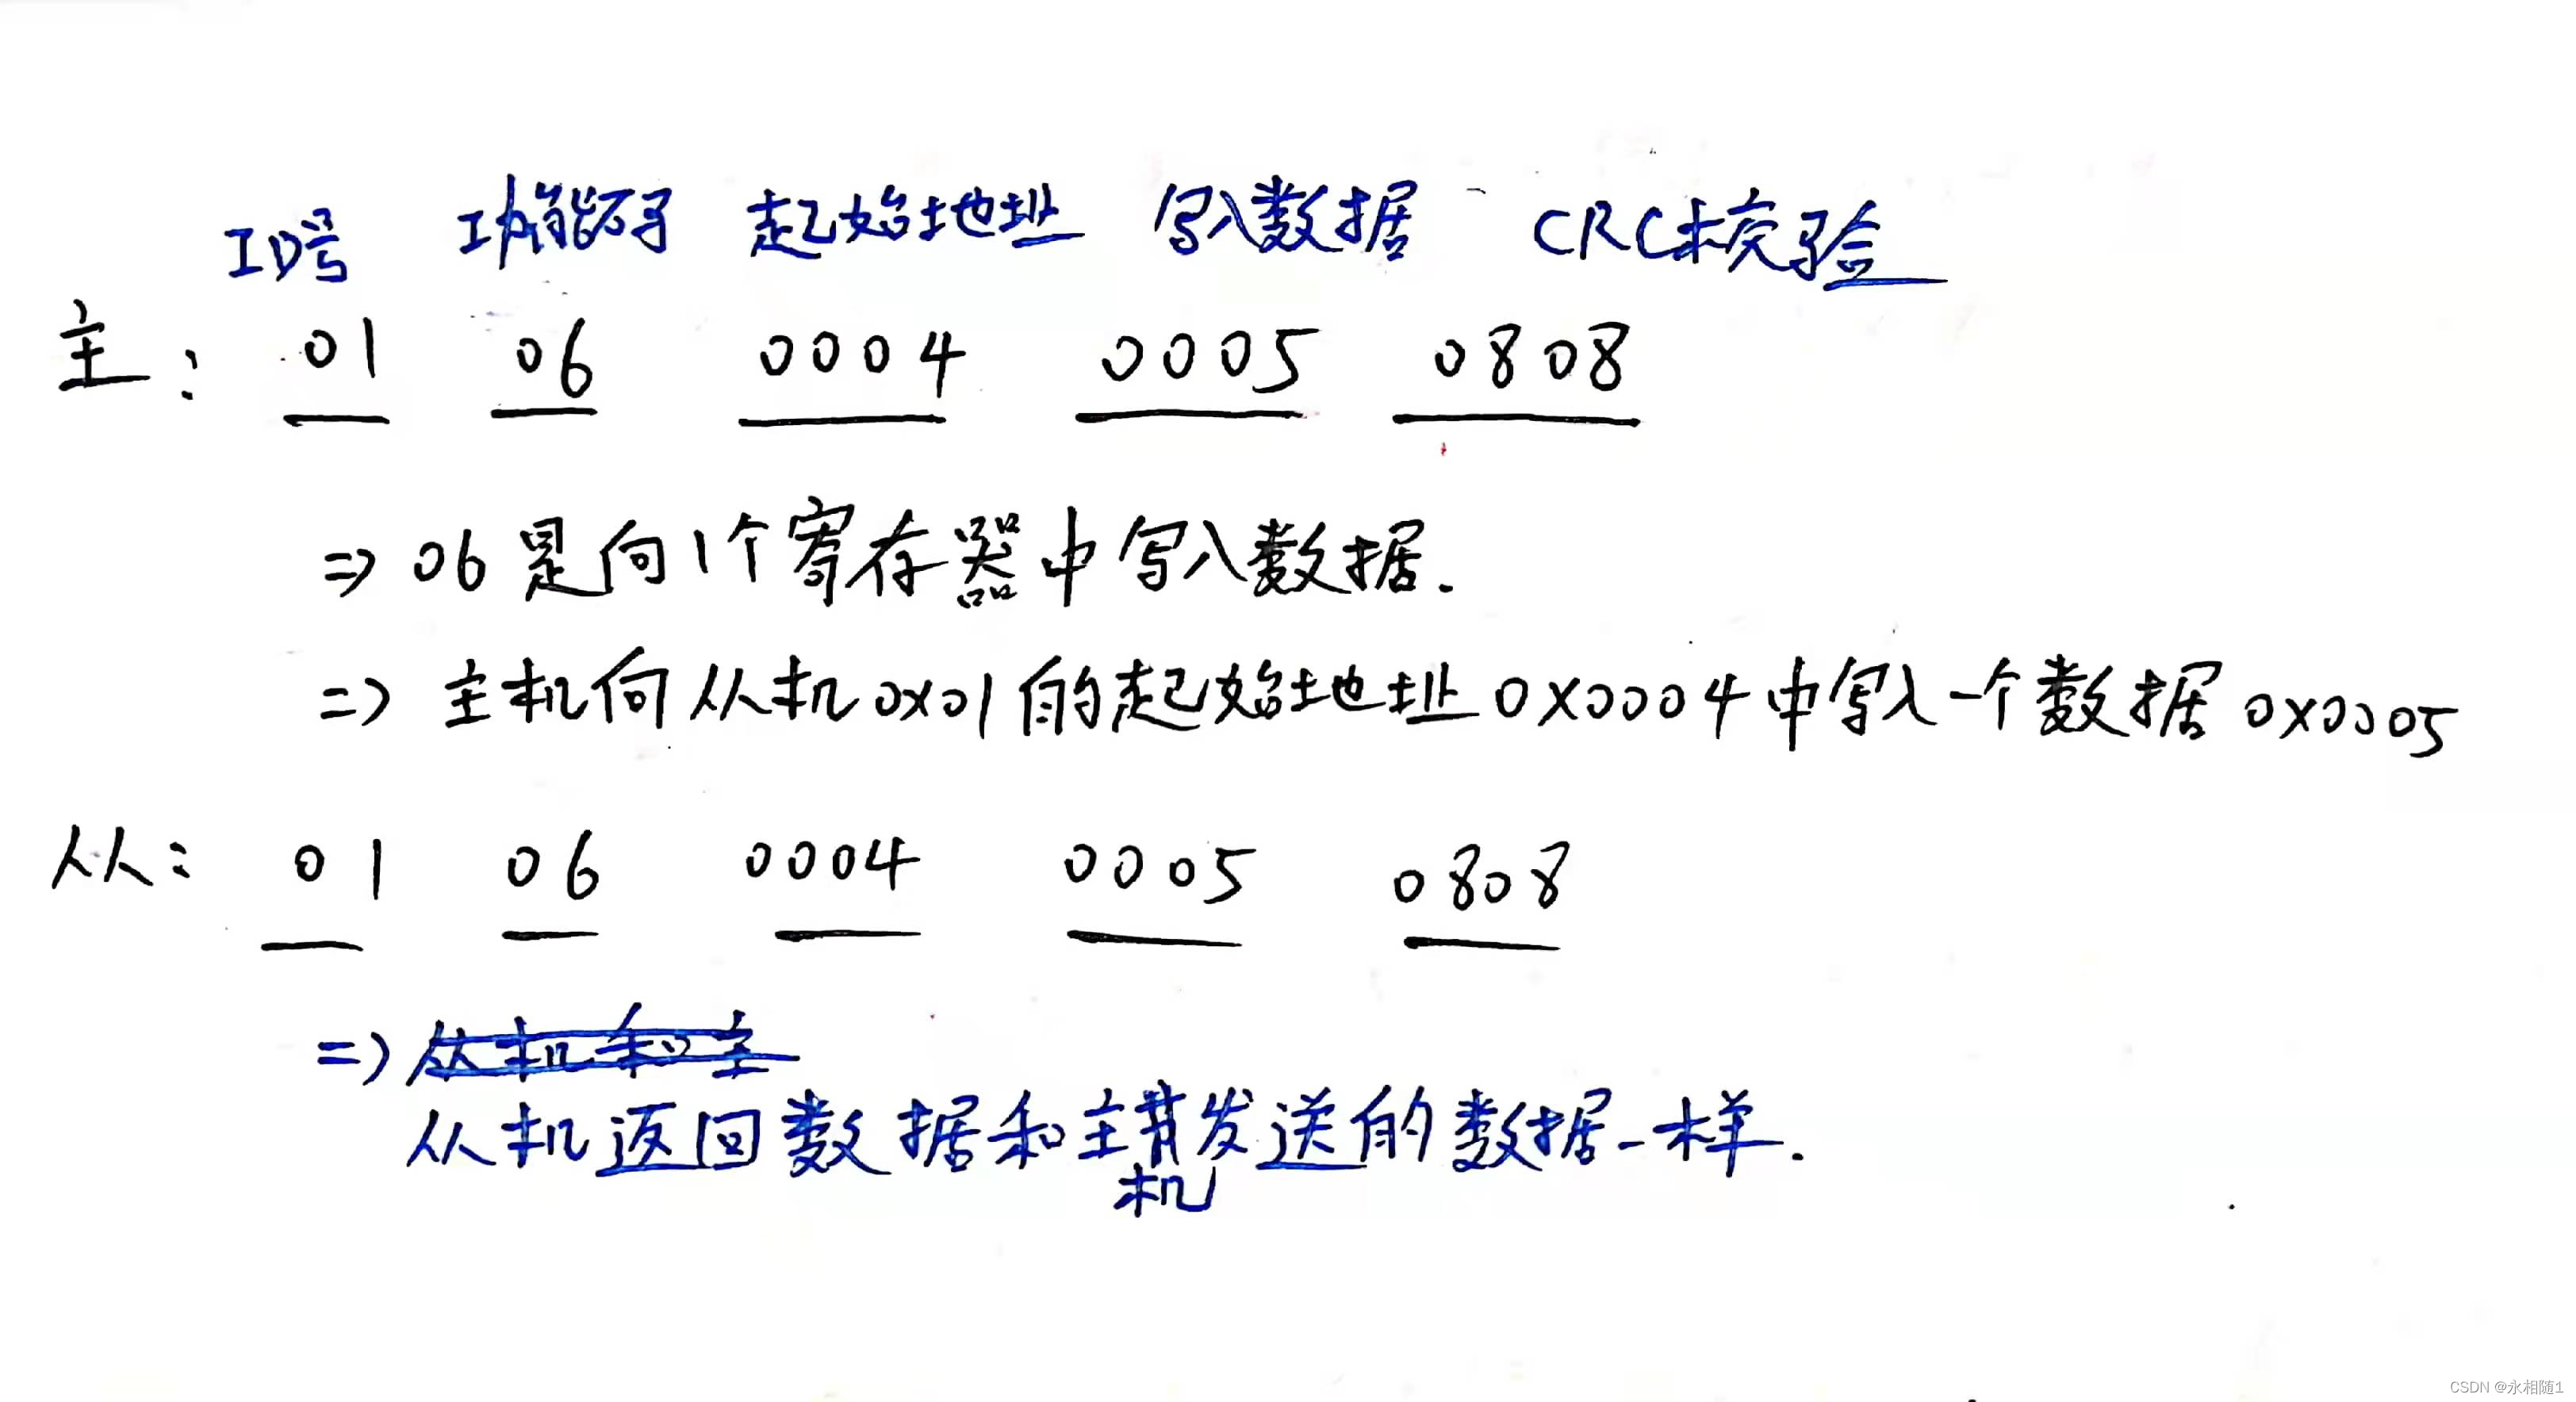 ID号 功能码 起始地址 写入数据 CRC校验
主: 01 06 0004 0005 0808
=> 06是向1个寄存器中写入数据.
=> 主机向从机0x01的起始地址0x0004中写入一个数据0x0005
从: 01 06 0004 0005 0808
=> 从机和主
从机返回数据和主机发送的数据一样.
CSDN @永相随1